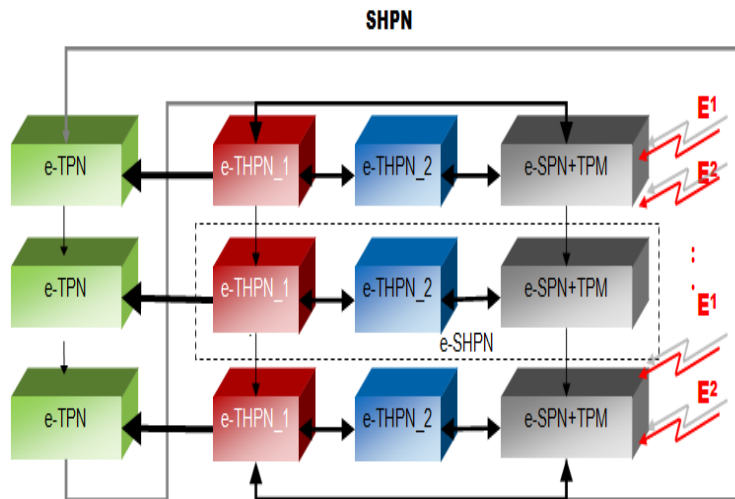 SHPN
E1
e-TPN
e-THPN_1
e-THPN_2
e-SPN+TPM
E2
e-TPN
e-THPN_1
e-THPN_2
e-SPN+TPM
:
.
E1
e-SHPN
e-TPN
e-THPN_1
e-THPN_2
e-SPN+TPM
E2